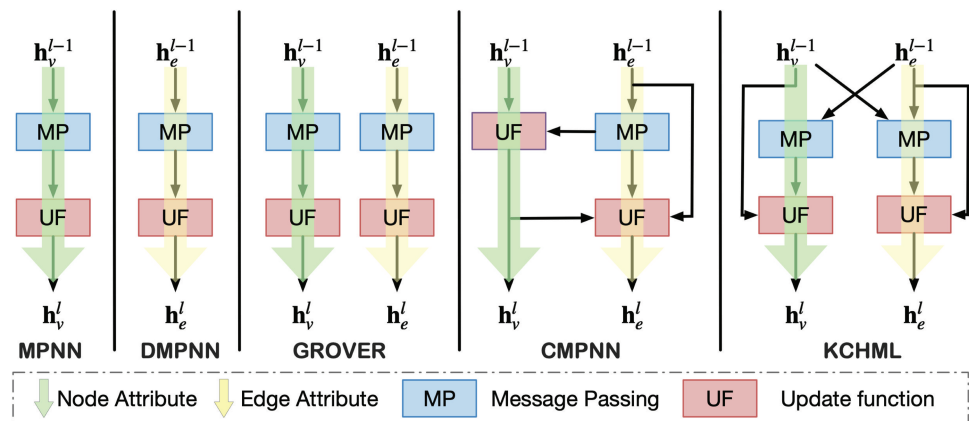 h_v^{l-1} h_e^{l-1} h_v^{l-1} h_e^{l-1} h_v^{l-1} h_e^{l-1} h_v^{l-1} h_e^{l-1}
MP MP MP MP UF MP MP MP
UF UF UF UF UF UF UF
h_v^l h_e^l h_v^l h_e^l h_v^l h_e^l h_v^l h_e^l
MPNN DMPNN GROVER CMPNN KCHML
Node Attribute Edge Attribute MP Message Passing UF Update function